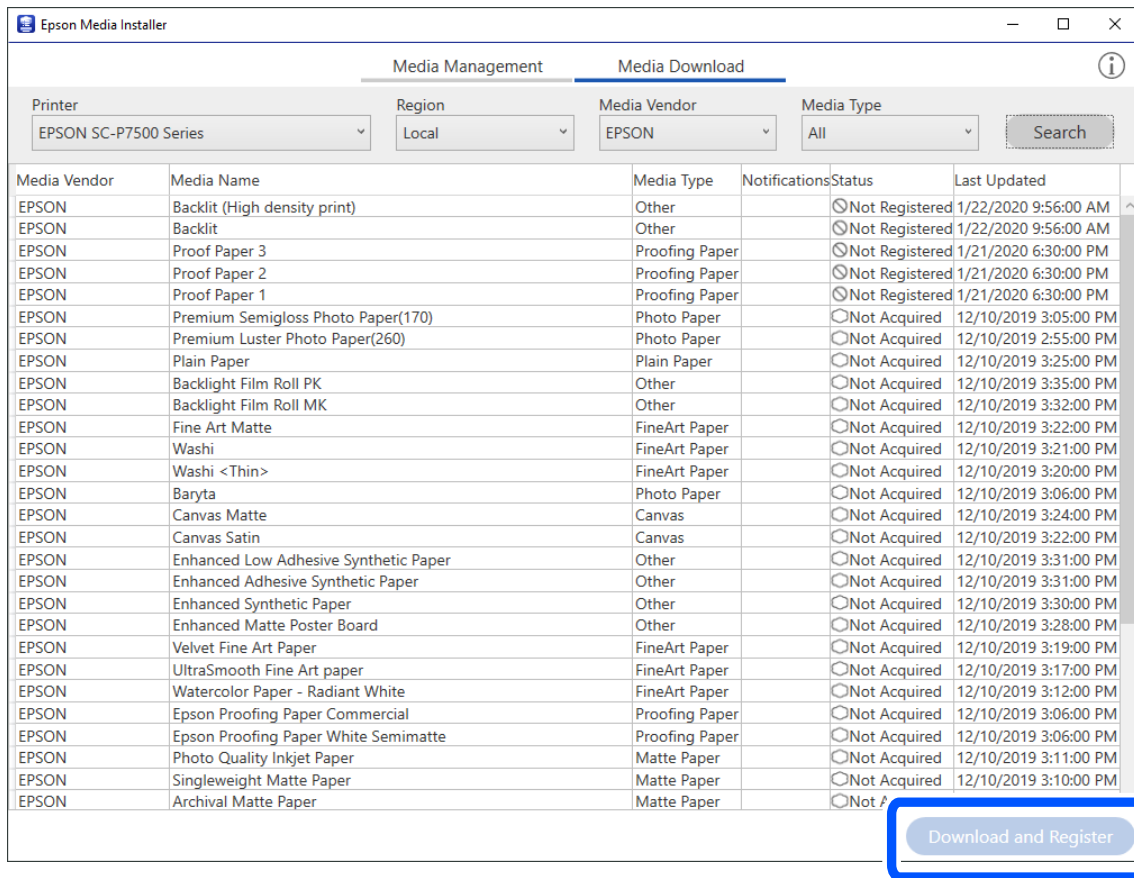 Epson Media Installer
Media Management Media Download
Printer Region Media Vendor Media Type
EPSON SC-P7500 Series Local EPSON All Search
Media Vendor Media Name Media Type Notifications Status Last Updated
EPSON Backlit (High density print) Other Not Registered 1/22/2020 9:56:00 AM
EPSON Backlit Other Not Registered 1/22/2020 9:56:00 AM
EPSON Proof Paper 3 Proofing Paper Not Registered 1/21/2020 6:30:00 PM
EPSON Proof Paper 2 Proofing Paper Not Registered 1/21/2020 6:30:00 PM
EPSON Proof Paper 1 Proofing Paper Not Registered 1/21/2020 6:30:00 PM
EPSON Premium Semigloss Photo Paper(170) Photo Paper Not Acquired 12/10/2019 3:05:00 PM
EPSON Premium Luster Photo Paper(260) Photo Paper Not Acquired 12/10/2019 2:55:00 PM
EPSON Plain Paper Plain Paper Not Acquired 12/10/2019 3:25:00 PM
EPSON Backlight Film Roll PK Other Not Acquired 12/10/2019 3:35:00 PM
EPSON Backlight Film Roll MK Other Not Acquired 12/10/2019 3:32:00 PM
EPSON Fine Art Matte FineArt Paper Not Acquired 12/10/2019 3:22:00 PM
EPSON Washi FineArt Paper Not Acquired 12/10/2019 3:21:00 PM
EPSON Washi <Thin> FineArt Paper Not Acquired 12/10/2019 3:20:00 PM
EPSON Baryta Photo Paper Not Acquired 12/10/2019 3:06:00 PM
EPSON Canvas Matte Canvas Not Acquired 12/10/2019 3:24:00 PM
EPSON Canvas Satin Canvas Not Acquired 12/10/2019 3:22:00 PM
EPSON Enhanced Low Adhesive Synthetic Paper Other Not Acquired 12/10/2019 3:31:00 PM
EPSON Enhanced Adhesive Synthetic Paper Other Not Acquired 12/10/2019 3:31:00 PM
EPSON Enhanced Synthetic Paper Other Not Acquired 12/10/2019 3:30:00 PM
EPSON Enhanced Matte Poster Board Other Not Acquired 12/10/2019 3:28:00 PM
EPSON Velvet Fine Art Paper FineArt Paper Not Acquired 12/10/2019 3:19:00 PM
EPSON UltraSmooth Fine Art paper FineArt Paper Not Acquired 12/10/2019 3:17:00 PM
EPSON Watercolor Paper - Radiant White FineArt Paper Not Acquired 12/10/2019 3:12:00 PM
EPSON Epson Proofing Paper Commercial Proofing Paper Not Acquired 12/10/2019 3:06:00 PM
EPSON Epson Proofing Paper White Semimatte Proofing Paper Not Acquired 12/10/2019 3:06:00 PM
EPSON Photo Quality Inkjet Paper Matte Paper Not Acquired 12/10/2019 3:11:00 PM
EPSON Singleweight Matte Paper Matte Paper Not Acquired 12/10/2019 3:10:00 PM
EPSON Archival Matte Paper Matte Paper Not
Download and Register